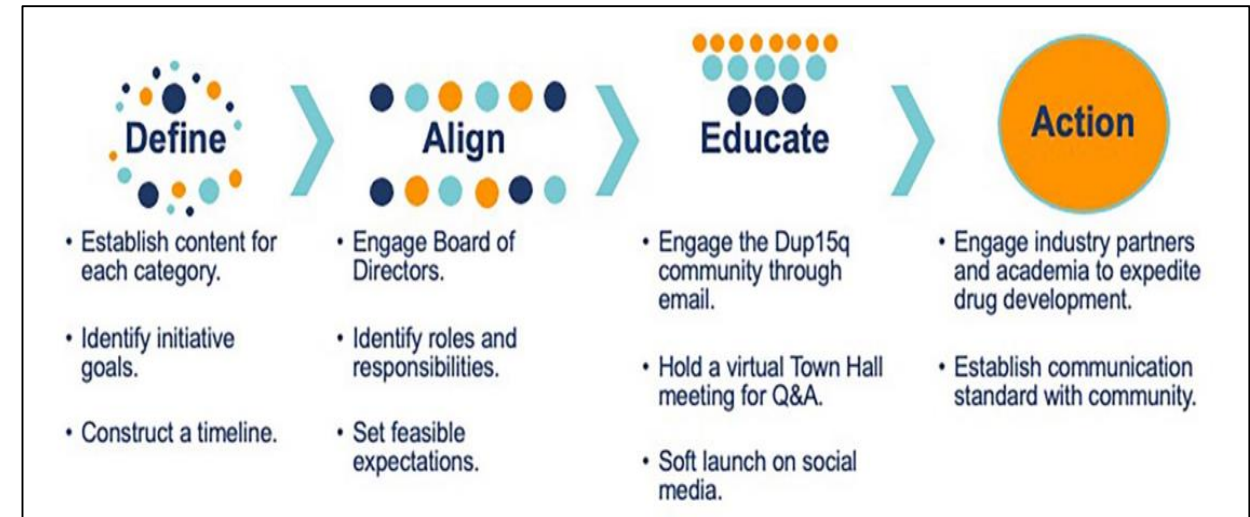 Define
• Establish content for
each category.
• Identify initiative
goals.
• Construct a timeline.
Align
• Engage Board of
Directors.
• Identify roles and
responsibilities.
• Set feasible
expectations.
Educate
• Engage the Dup15q
community through
email.
• Hold a virtual Town Hall
meeting for Q&A.
• Soft launch on social
media.
Action
• Engage industry partners
and academia to expedite
drug development.
• Establish communication
standard with community.